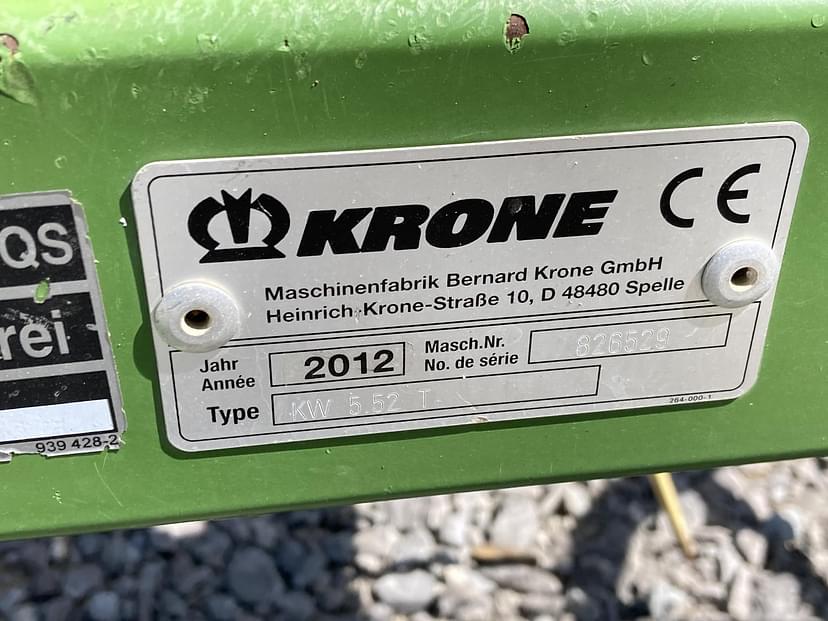 KRONE CE
Maschinenfabrik Bernard Krone GmbH
Heinrich-Krone-Straße 10, D 48480 Spelle
Jahr
Année
2012
Masch.Nr.
No. de série
826529
Type
KW 5.52 T
264-000-1
QS
rei
939 428-2